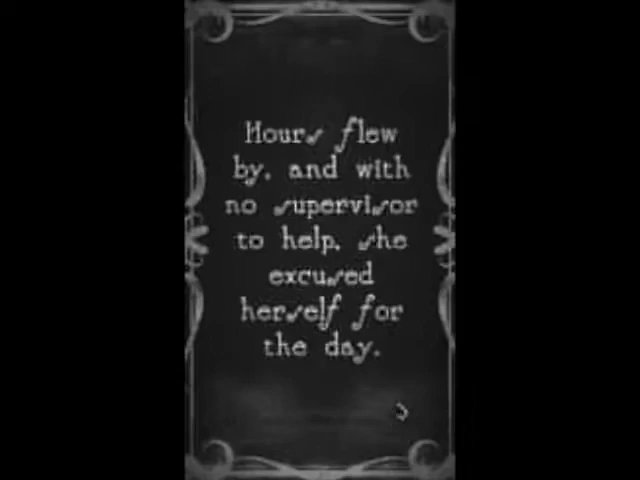 Hours flew
by, and with
no supervisor
to help, she
excused
herself for
the day.